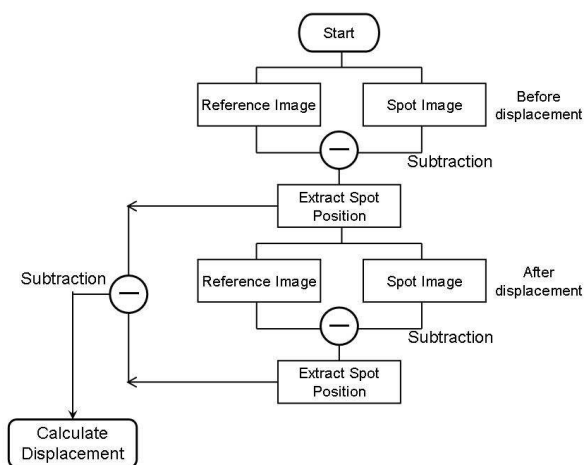 Start
Reference Image
Spot Image
Before
displacement
Subtraction
Extract Spot
Position
Subtraction
Reference Image
Spot Image
After
displacement
Subtraction
Extract Spot
Position
Calculate
Displacement